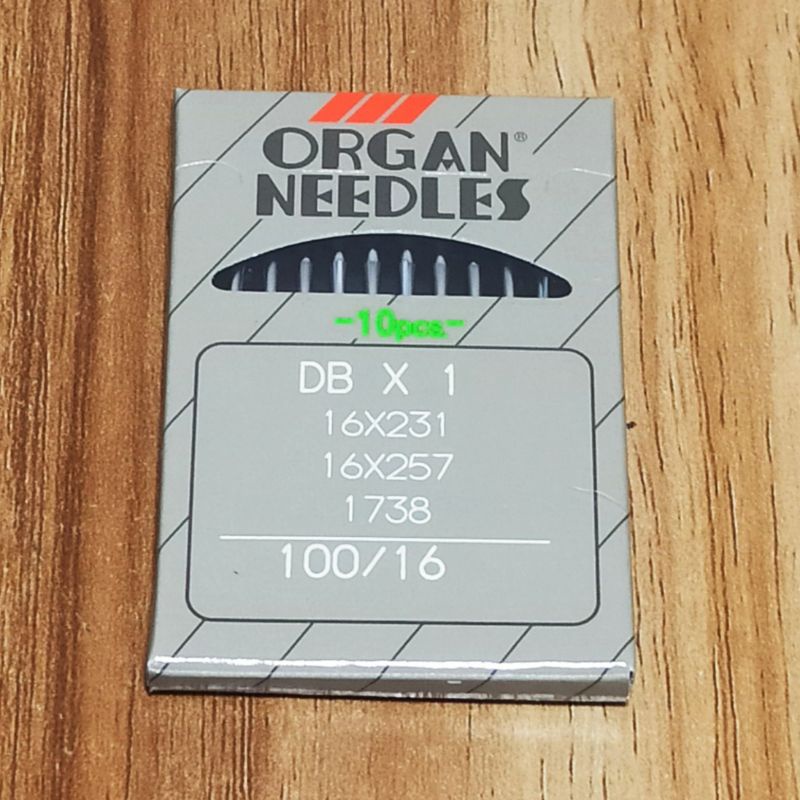 ORGAN®
NEEDLES
-10pcs.-
DB X 1
16X231
16X257
1738
100/16